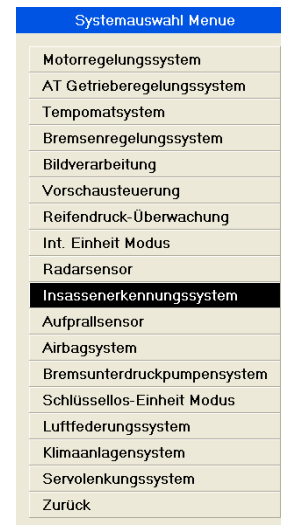 Systemauswahl Menue
Motorregelungssystem
AT Getrieberegelungssystem
Tempomatsystem
Bremsenregelungssystem
Bildverarbeitung
Vorschausteuerung
Reifendruck-Überwachung
Int. Einheit Modus
Radarsensor
Insassenerkennungssystem
Aufprallsensor
Airbagsystem
Bremsunterdruckpumpensystem
Schlüssellos-Einheit Modus
Luftfederungssystem
Klimaanlagensystem
Servolenkungssystem
Zurück